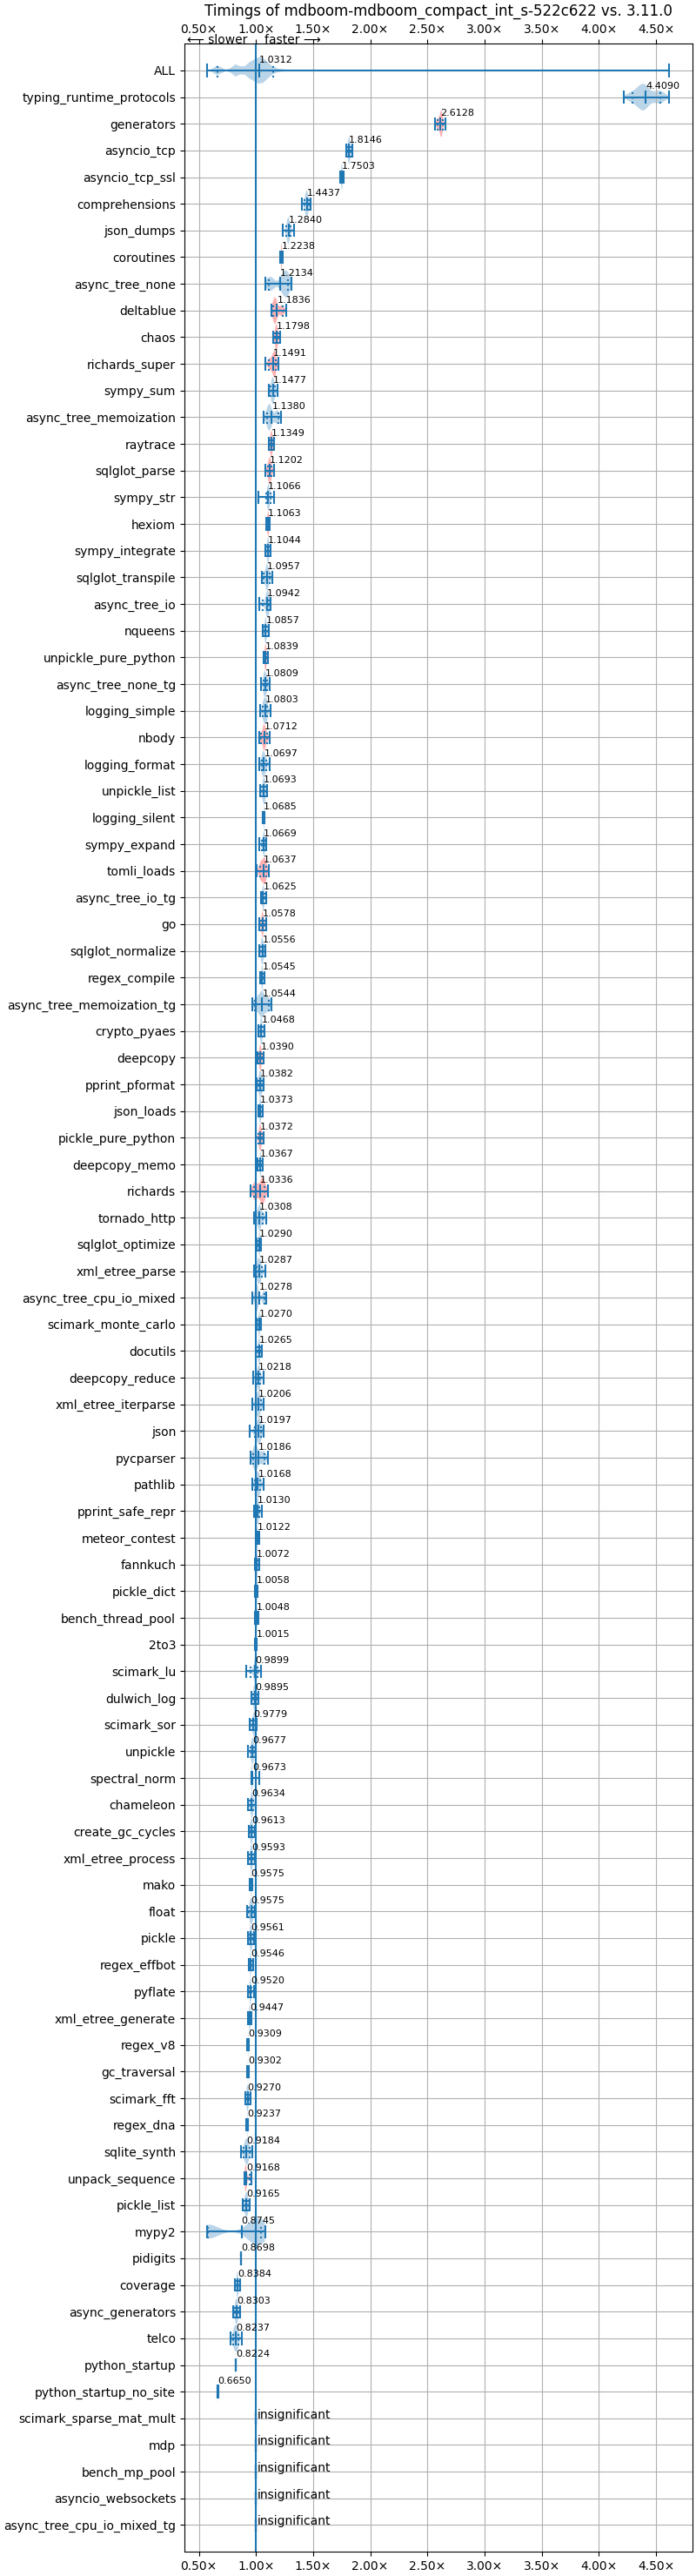 Timings of mdboom-mdboom_compact_int_s-522c622 vs. 3.11.0
0.50× 1.00× 1.50× 2.00× 2.50× 3.00× 3.50× 4.00× 4.50×
← slower faster →
ALL 1.0312
typing_runtime_protocols 4.4090
generators 2.6128
asyncio_tcp 1.8146
asyncio_tcp_ssl 1.7503
comprehensions 1.4437
json_dumps 1.2840
coroutines 1.2238
async_tree_none 1.2134
deltablue 1.1836
chaos 1.1798
richards_super 1.1491
sympy_sum 1.1477
async_tree_memoization 1.1380
raytrace 1.1349
sqlglot_parse 1.1202
sympy_str 1.1066
hexiom 1.1063
sympy_integrate 1.1044
sqlglot_transpile 1.0957
async_tree_io 1.0942
nqueens 1.0857
unpickle_pure_python 1.0839
async_tree_none_tg 1.0809
logging_simple 1.0803
nbody 1.0712
logging_format 1.0697
unpickle_list 1.0693
logging_silent 1.0685
sympy_expand 1.0669
tomli_loads 1.0637
async_tree_io_tg 1.0625
go 1.0578
sqlglot_normalize 1.0556
regex_compile 1.0545
async_tree_memoization_tg 1.0544
crypto_pyaes 1.0468
deepcopy 1.0390
pprint_pformat 1.0382
json_loads 1.0373
pickle_pure_python 1.0372
deepcopy_memo 1.0367
richards 1.0336
tornado_http 1.0308
sqlglot_optimize 1.0290
xml_etree_parse 1.0287
async_tree_cpu_io_mixed 1.0278
scimark_monte_carlo 1.0270
docutils 1.0265
deepcopy_reduce 1.0218
xml_etree_iterparse 1.0206
json 1.0197
pycparser 1.0186
pathlib 1.0168
pprint_safe_repr 1.0130
meteor_contest 1.0122
fannkuch 1.0072
pickle_dict 1.0058
bench_thread_pool 1.0048
2to3 1.0015
scimark_lu 0.9899
dulwich_log 0.9895
scimark_sor 0.9779
unpickle 0.9677
spectral_norm 0.9673
chameleon 0.9634
create_gc_cycles 0.9613
xml_etree_process 0.9593
mako 0.9575
float 0.9575
pickle 0.9561
regex_effbot 0.9546
pyflate 0.9520
xml_etree_generate 0.9447
regex_v8 0.9309
gc_traversal 0.9302
scimark_fft 0.9270
regex_dna 0.9237
sqlite_synth 0.9184
unpack_sequence 0.9168
pickle_list 0.9165
mypy2 0.8745
pidigits 0.8698
coverage 0.8384
async_generators 0.8303
telco 0.8237
python_startup 0.8224
python_startup_no_site 0.6650
scimark_sparse_mat_mult insignificant
mdp insignificant
bench_mp_pool insignificant
asyncio_websockets insignificant
async_tree_cpu_io_mixed_tg insignificant
0.50× 1.00× 1.50× 2.00× 2.50× 3.00× 3.50× 4.00× 4.50×